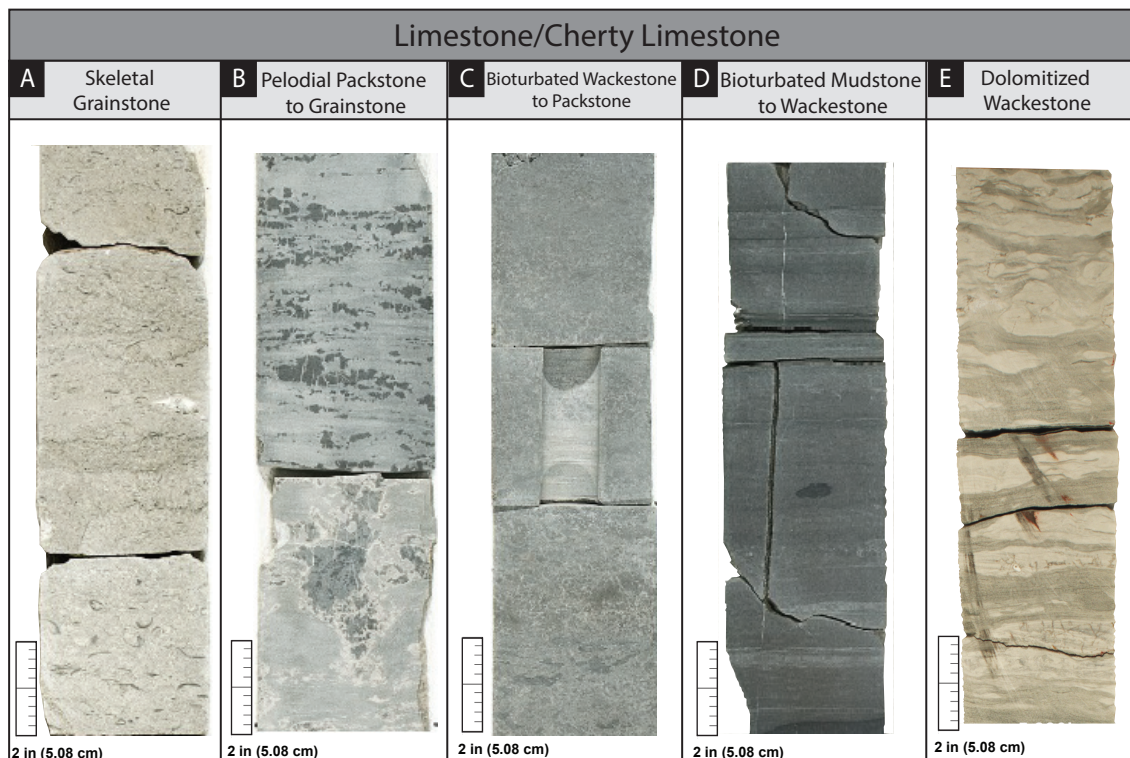 Limestone/Cherty Limestone
A
Skeletal
Grainstone
B
Pelodial Packstone
to Grainstone
C
Bioturbated Wackestone
to Packstone
D
Bioturbated Mudstone
to Wackestone
E
Dolomitized
Wackestone
2 in (5.08 cm)
2 in (5.08 cm)
2 in (5.08 cm)
2 in (5.08 cm)
2 in (5.08 cm)